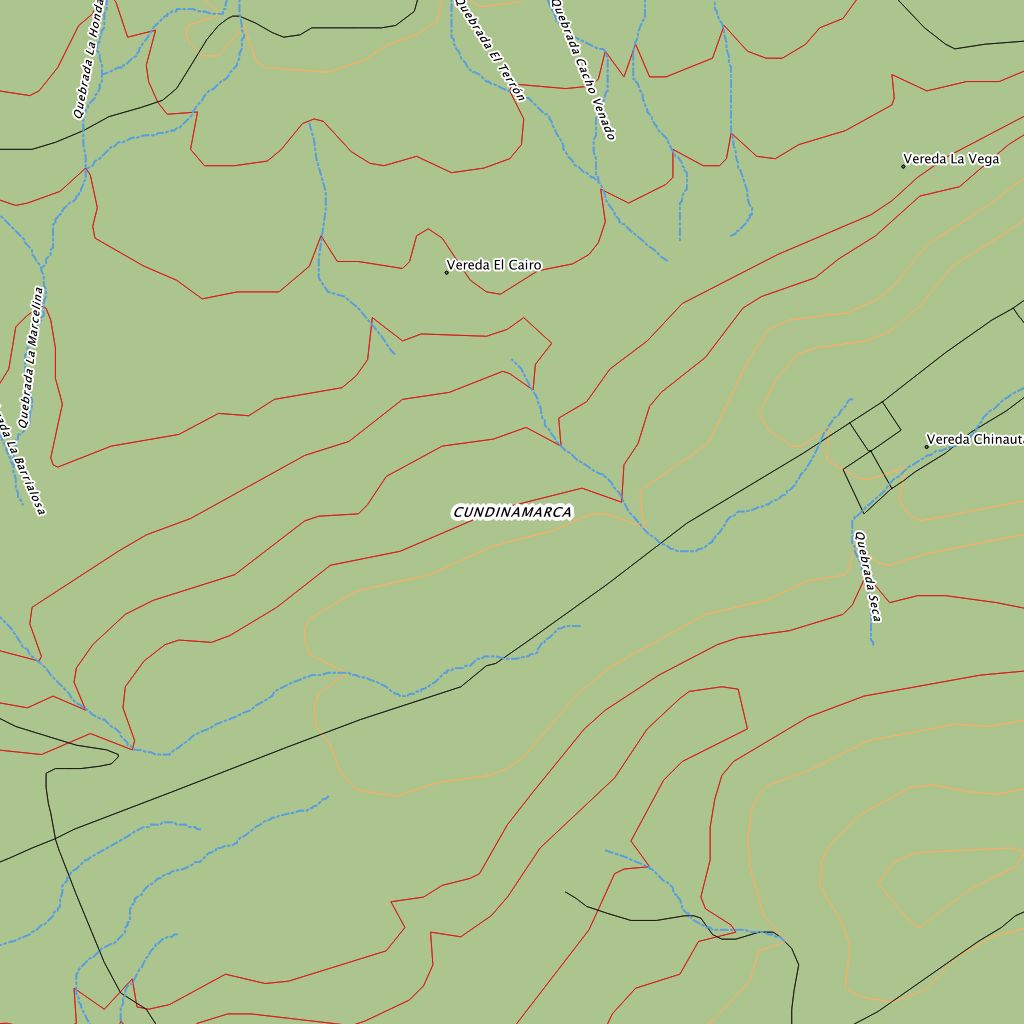 Quebrada La Honda
Quebrada El Terrón
Quebrada Cacho Venado
Vereda La Vega
Vereda El Cairo
Quebrada La Marcelina
ada La Barrialosa
Vereda Chinauta
CUNDINAMARCA
Quebrada Seca